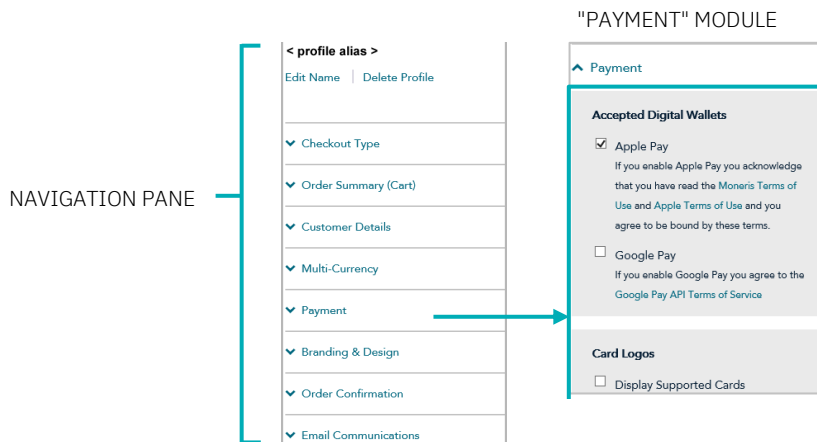 "PAYMENT" MODULE
NAVIGATION PANE
< profile alias >
Edit Name | Delete Profile
Checkout Type
Order Summary (Cart)
Customer Details
Multi-Currency
Payment
Branding & Design
Order Confirmation
Email Communications
Payment
Accepted Digital Wallets
Apple Pay
If you enable Apple Pay you acknowledge
that you have read the Moneris Terms of
Use and Apple Terms of Use and you
agree to be bound by these terms.
Google Pay
If you enable Google Pay you agree to the
Google Pay API Terms of Service
Card Logos
Display Supported Cards